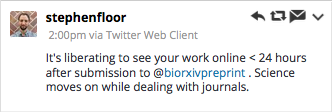 stephenfloor
2:00pm via Twitter Web Client
It's liberating to see your work online < 24 hours
after submission to @biorxivpreprint . Science
moves on while dealing with journals.